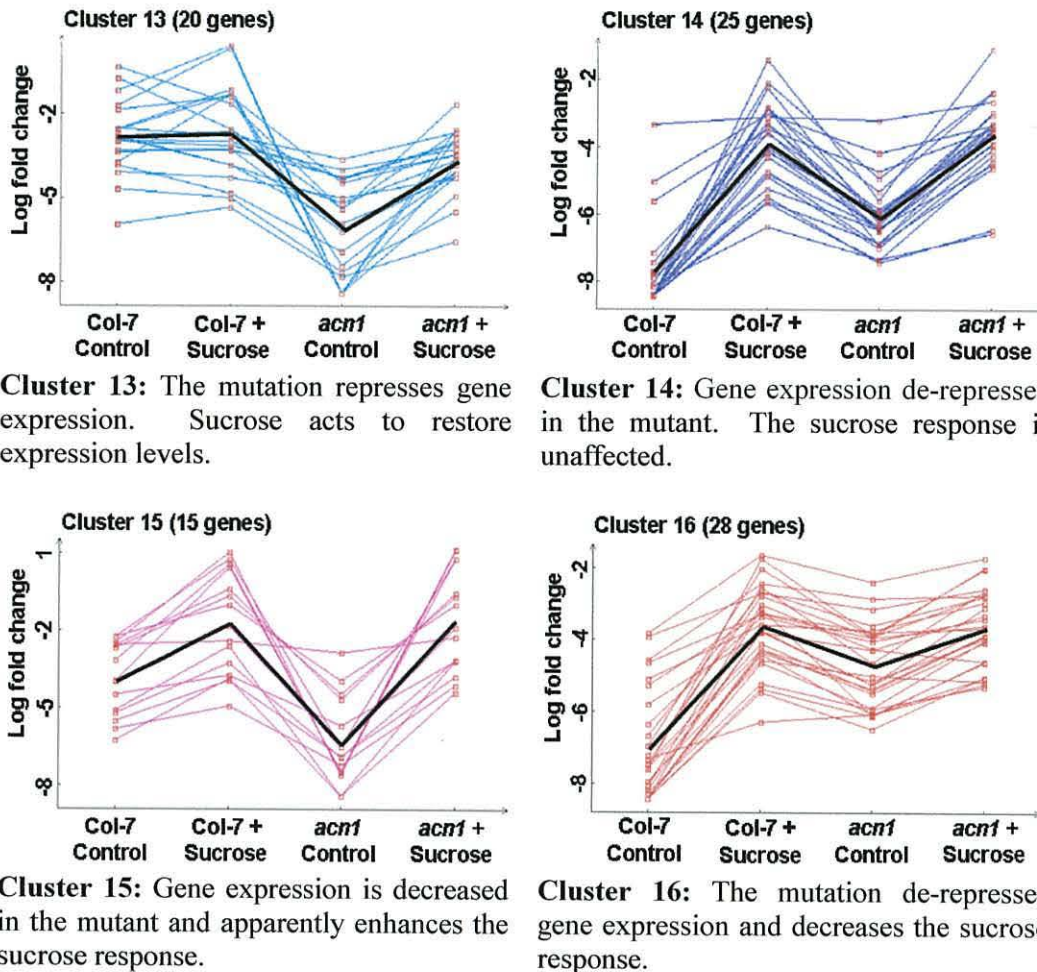 Cluster 13 (20 genes)
Log fold change
-2
-5
-8
Col-7 Control
Col-7 + Sucrose
acn1 Control
acn1 + Sucrose
Cluster 13: The mutation represses gene
expression. Sucrose acts to restore
expression levels.
Cluster 14 (25 genes)
Log fold change
-2
-4
-6
-8
Col-7 Control
Col-7 + Sucrose
acn1 Control
acn1 + Sucrose
Cluster 14: Gene expression de-represse
in the mutant. The sucrose response i
unaffected.
Cluster 15 (15 genes)
Log fold change
1
-2
-5
-8
Col-7 Control
Col-7 + Sucrose
acn1 Control
acn1 + Sucrose
Cluster 15: Gene expression is decreased
in the mutant and apparently enhances the
sucrose response.
Cluster 16 (28 genes)
Log fold change
-2
-4
-6
-8
Col-7 Control
Col-7 + Sucrose
acn1 Control
acn1 + Sucrose
Cluster 16: The mutation de-represse
gene expression and decreases the sucrose
response.